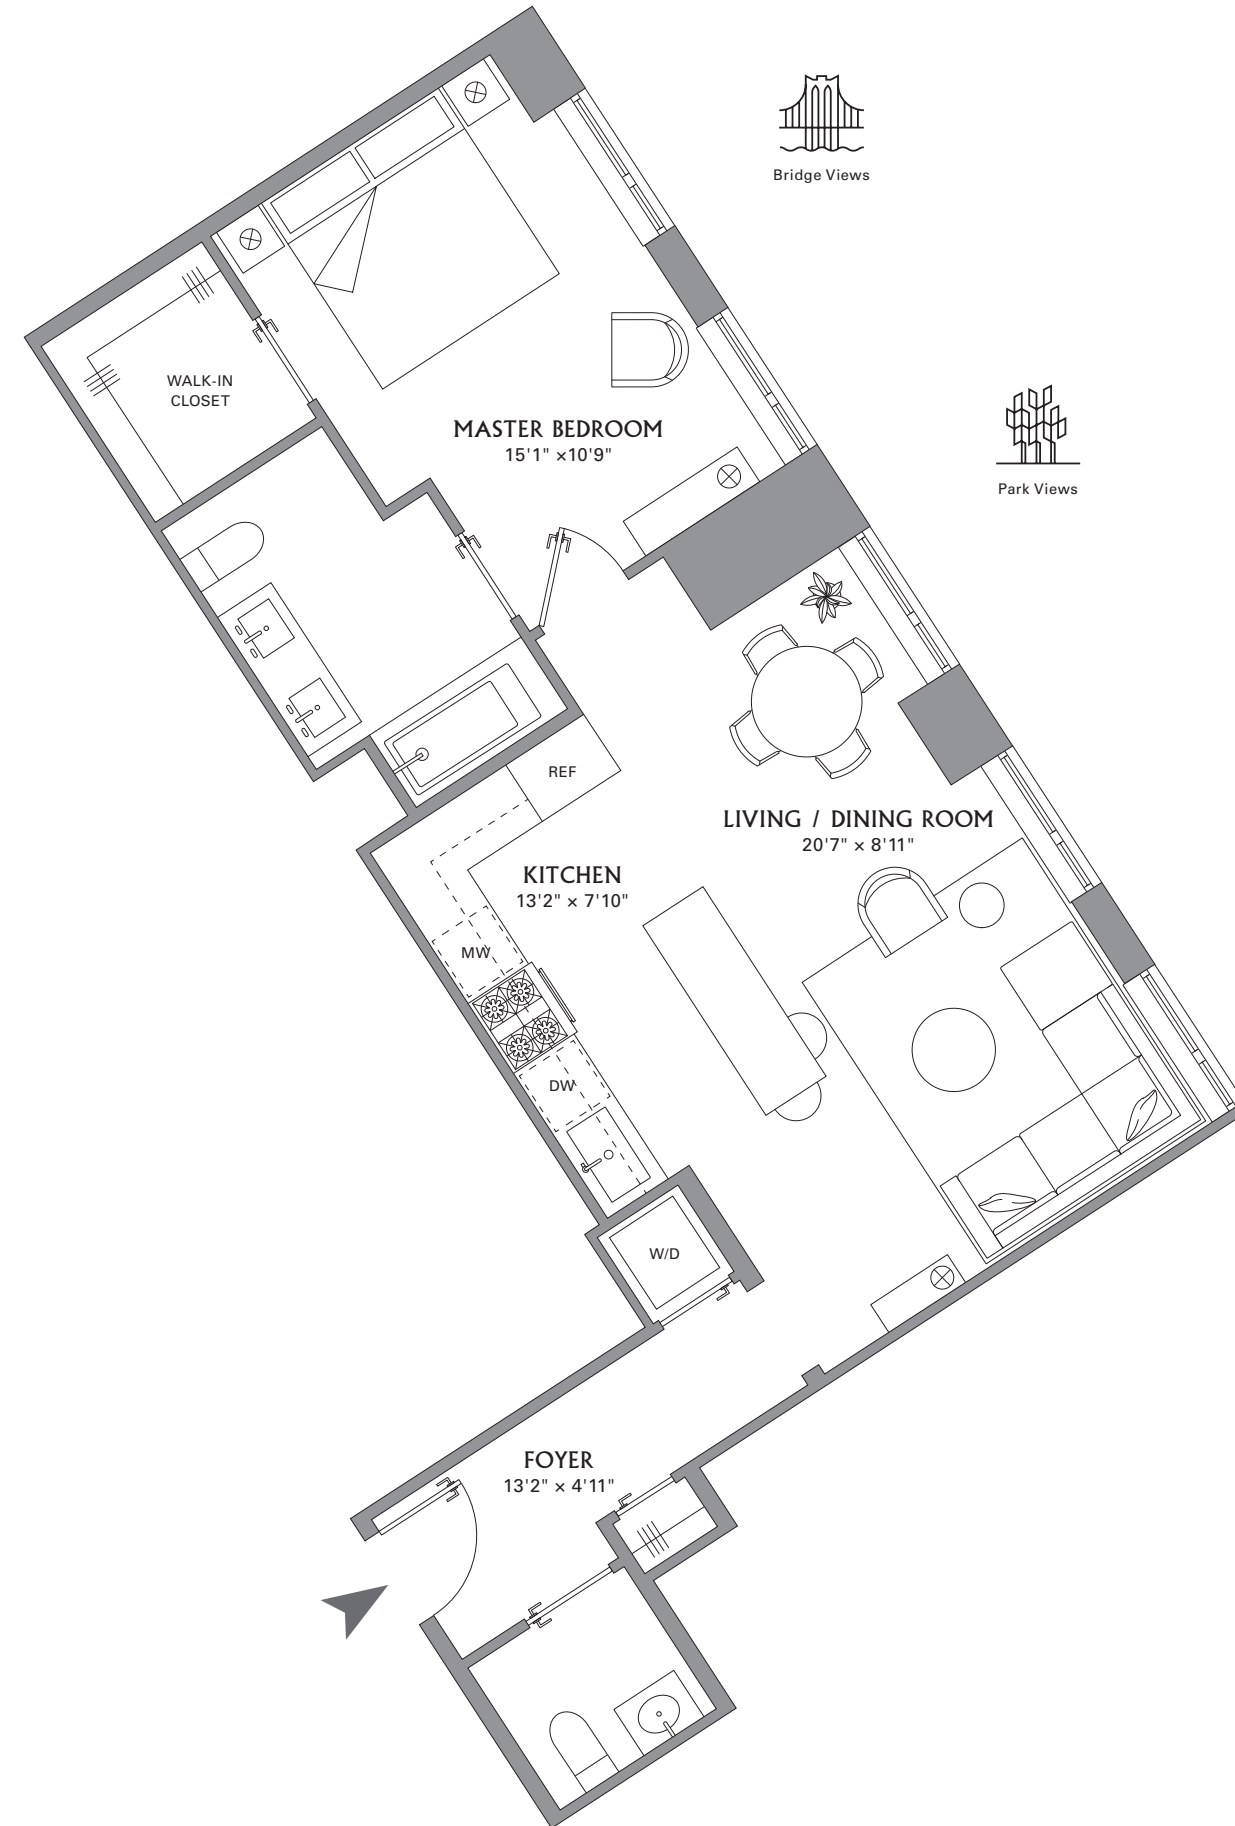 Bridge Views
WALK-IN
CLOSET
MASTER BEDROOM
15'1" ×10'9"
Park Views
REF
LIVING / DINING ROOM
20'7" × 8'11"
KITCHEN
13'2" × 7'10"
MW
DW
W/D
FOYER
13'2" × 4'11"